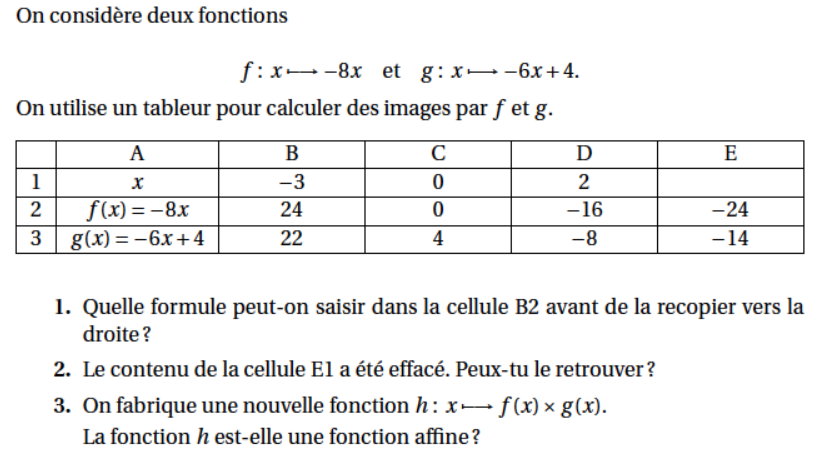 On considère deux fonctions
f : x ⟼ −8x et g : x ⟼ −6x + 4.
On utilise un tableur pour calculer des images par f et g.
A B C D E
1 x −3 0 2
2 f(x) = −8x 24 0 −16 −24
3 g(x) = −6x + 4 22 4 −8 −14
1. Quelle formule peut-on saisir dans la cellule B2 avant de la recopier vers la
droite ?
2. Le contenu de la cellule E1 a été effacé. Peux-tu le retrouver ?
3. On fabrique une nouvelle fonction h : x ⟼ f(x) × g(x).
La fonction h est-elle une fonction affine ?